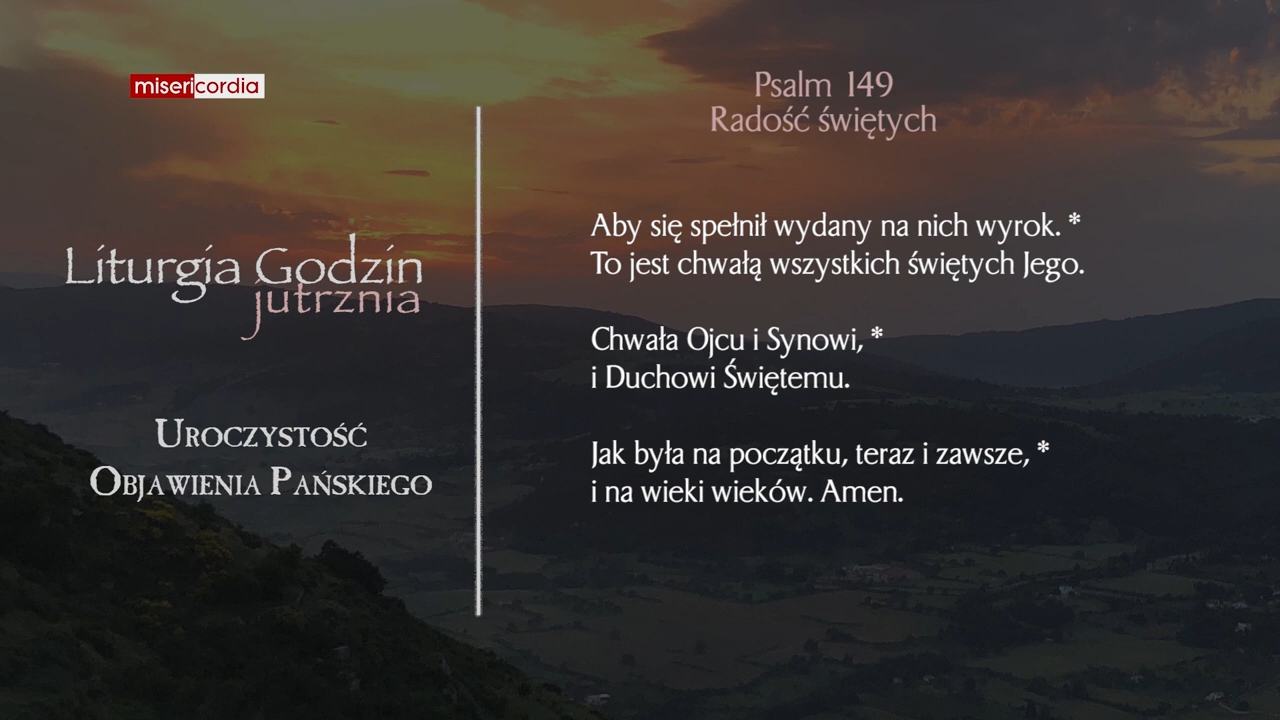 misericordia
Liturgia Godzin
jutrznia
Uroczystość
Objawienia Pańskiego
Psalm 149
Radość świętych
Aby się spełnił wydany na nich wyrok. *
To jest chwałą wszystkich świętych Jego.
Chwała Ojcu i Synowi, *
i Duchowi Świętemu.
Jak była na początku, teraz i zawsze, *
i na wieki wieków. Amen.